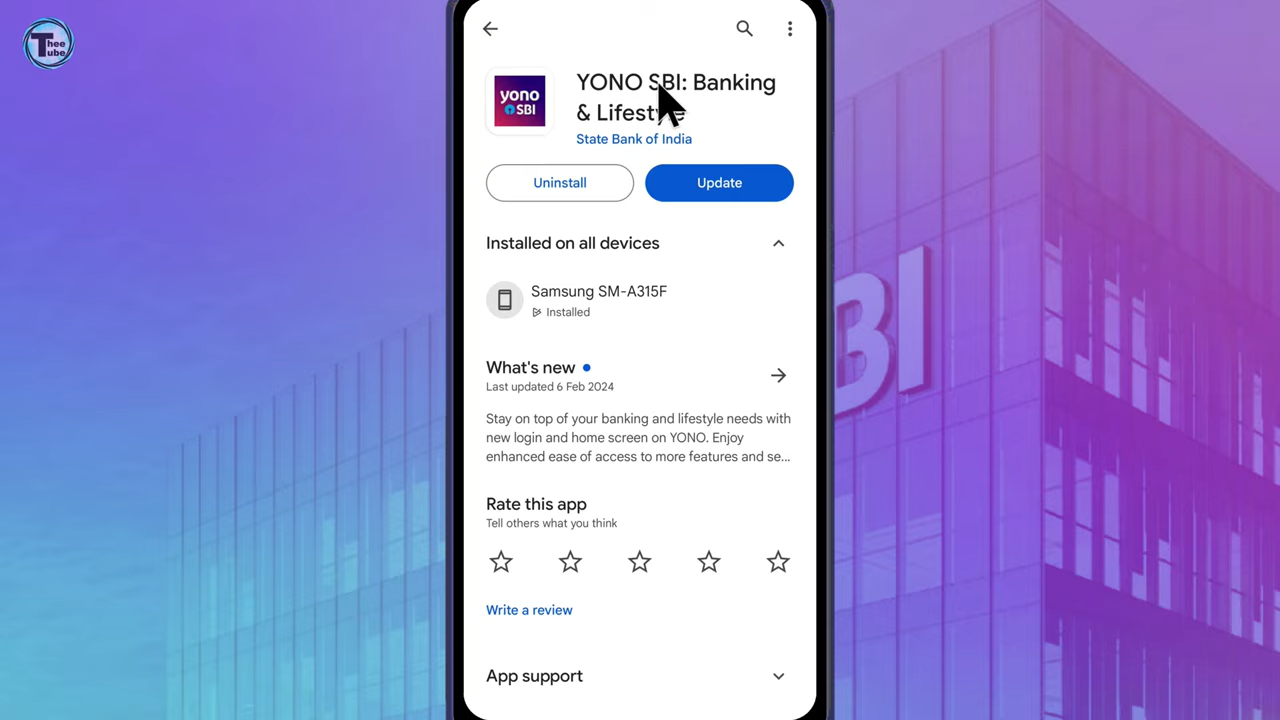 Thee
Tube
YONO SBI: Banking
& Lifestyle
State Bank of India
yono
SBI
Uninstall
Update
Installed on all devices
Samsung SM-A315F
Installed
What's new
Last updated 6 Feb 2024
Stay on top of your banking and lifestyle needs with
new login and home screen on YONO. Enjoy
enhanced ease of access to more features and se...
Rate this app
Tell others what you think
Write a review
App support
BI